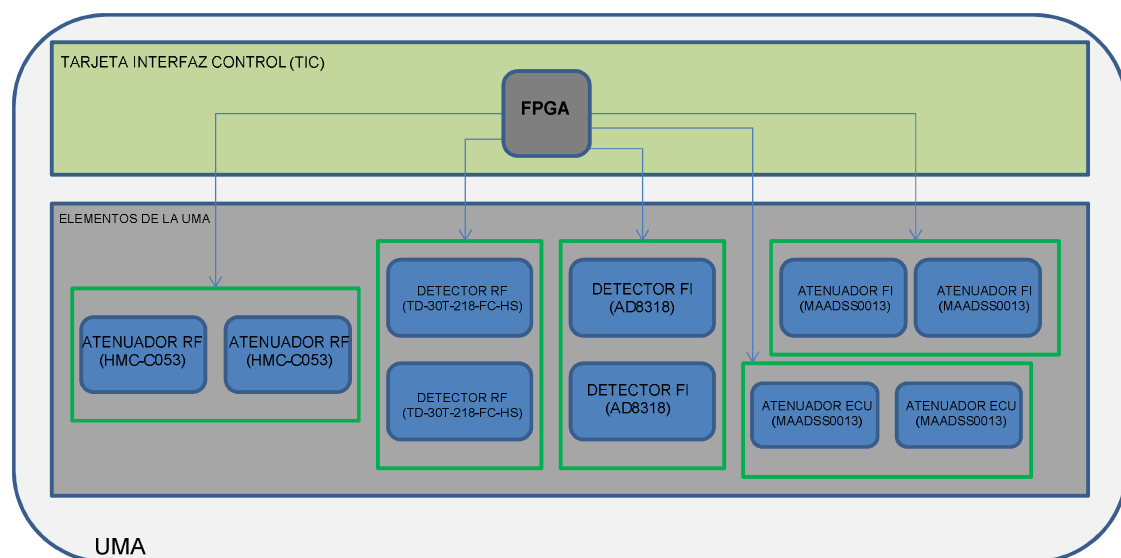 TARJETA INTERFAZ CONTROL (TIC)
FPGA
ELEMENTOS DE LA UMA
ATENUADOR RF
(HMC-C053)
ATENUADOR RF
(HMC-C053)
DETECTOR RF
(TD-30T-218-FC-HS)
DETECTOR RF
(TD-30T-218-FC-HS)
DETECTOR FI
(AD8318)
DETECTOR FI
(AD8318)
ATENUADOR FI
(MAADSS0013)
ATENUADOR FI
(MAADSS0013)
ATENUADOR ECU
(MAADSS0013)
ATENUADOR ECU
(MAADSS0013)
UMA